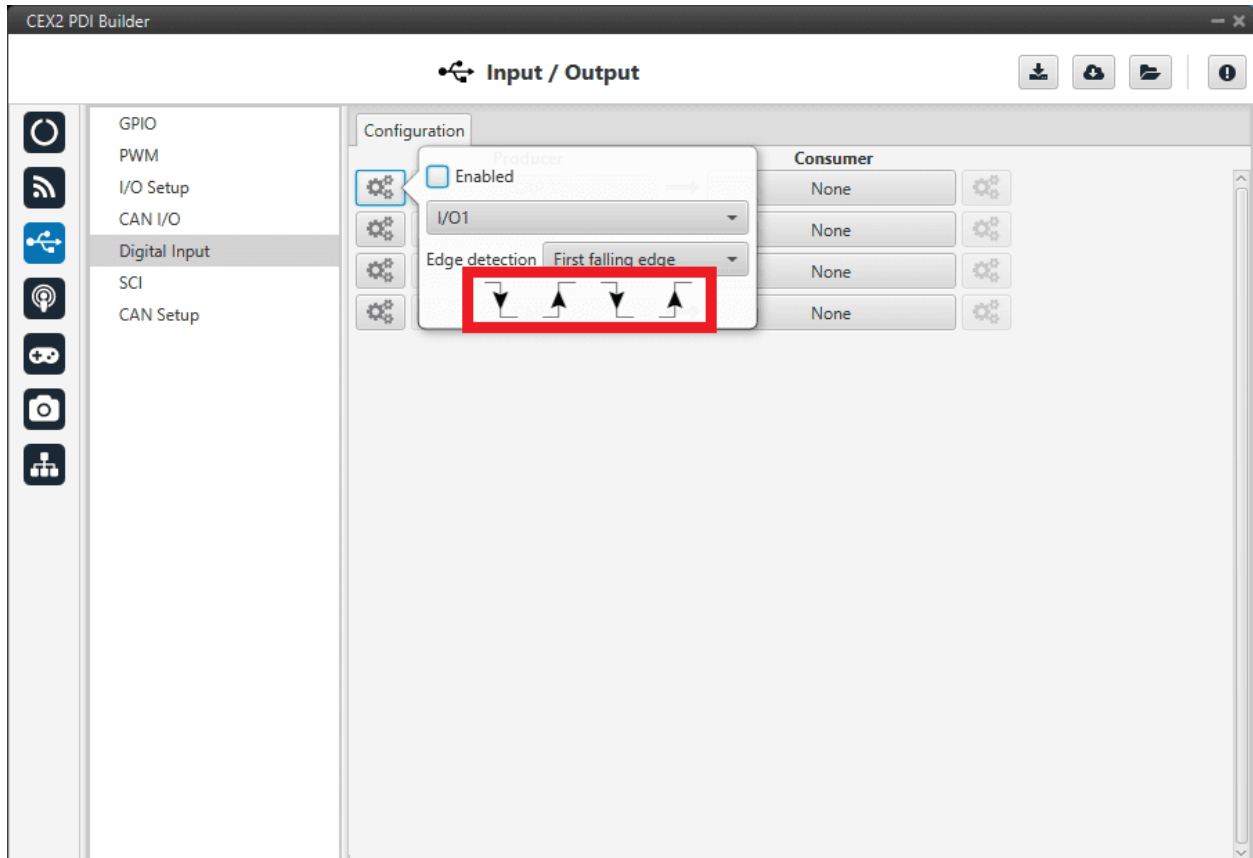 CEX2 PDI Builder
Input / Output
GPIO
PWM
I/O Setup
CAN I/O
Digital Input
SCI
CAN Setup
Configuration
Producer
Consumer
Enabled
None
I/O1
None
Edge detection First falling edge
None
None